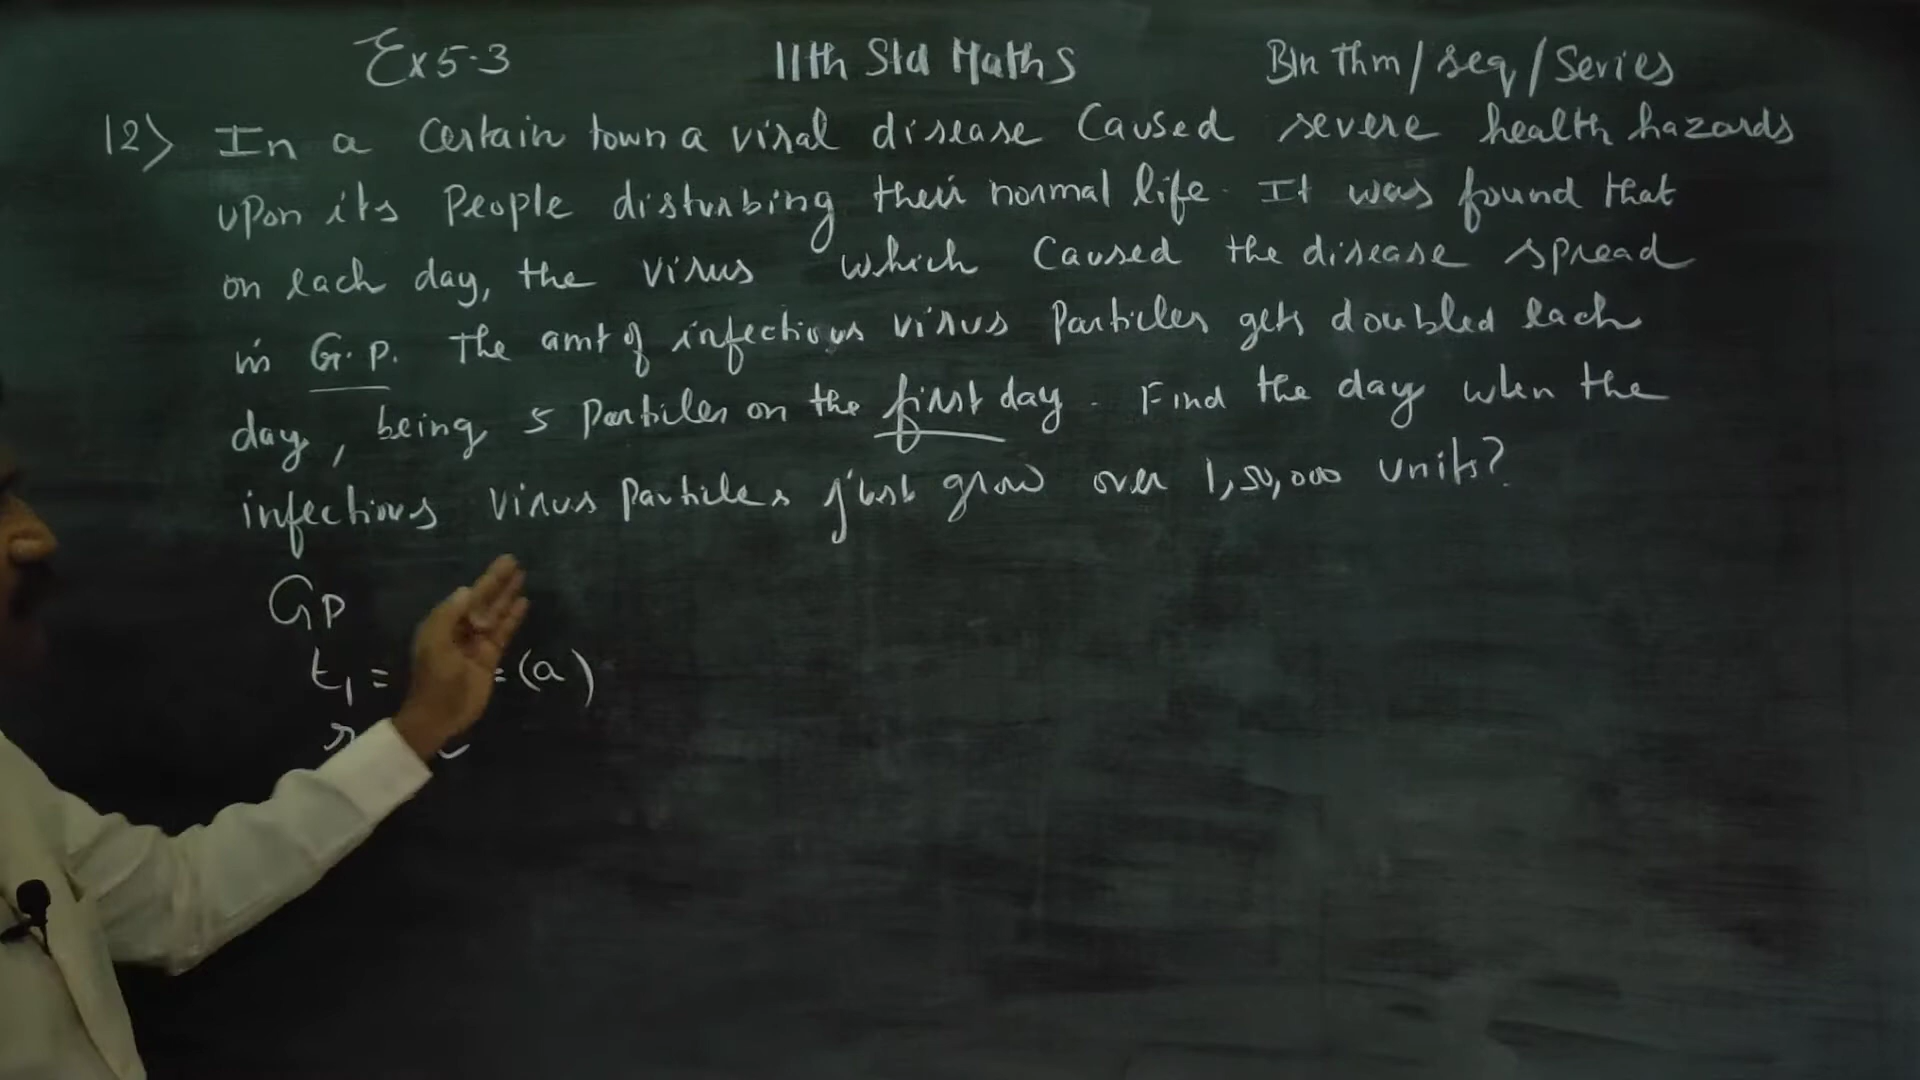 Ex 5.3 11th Std Maths Bin Thm/seq/Series
12) In a certain town a viral disease caused severe health hazards
upon its people disturbing their normal life. It was found that
on each day, the virus which caused the disease spread
in G.P. The amt of infectious virus particles gets doubled each
day, being 5 particles on the first day. Find the day when the
infectious virus particles just grow over 1,50,000 units?
GP
t₁ = = (a)